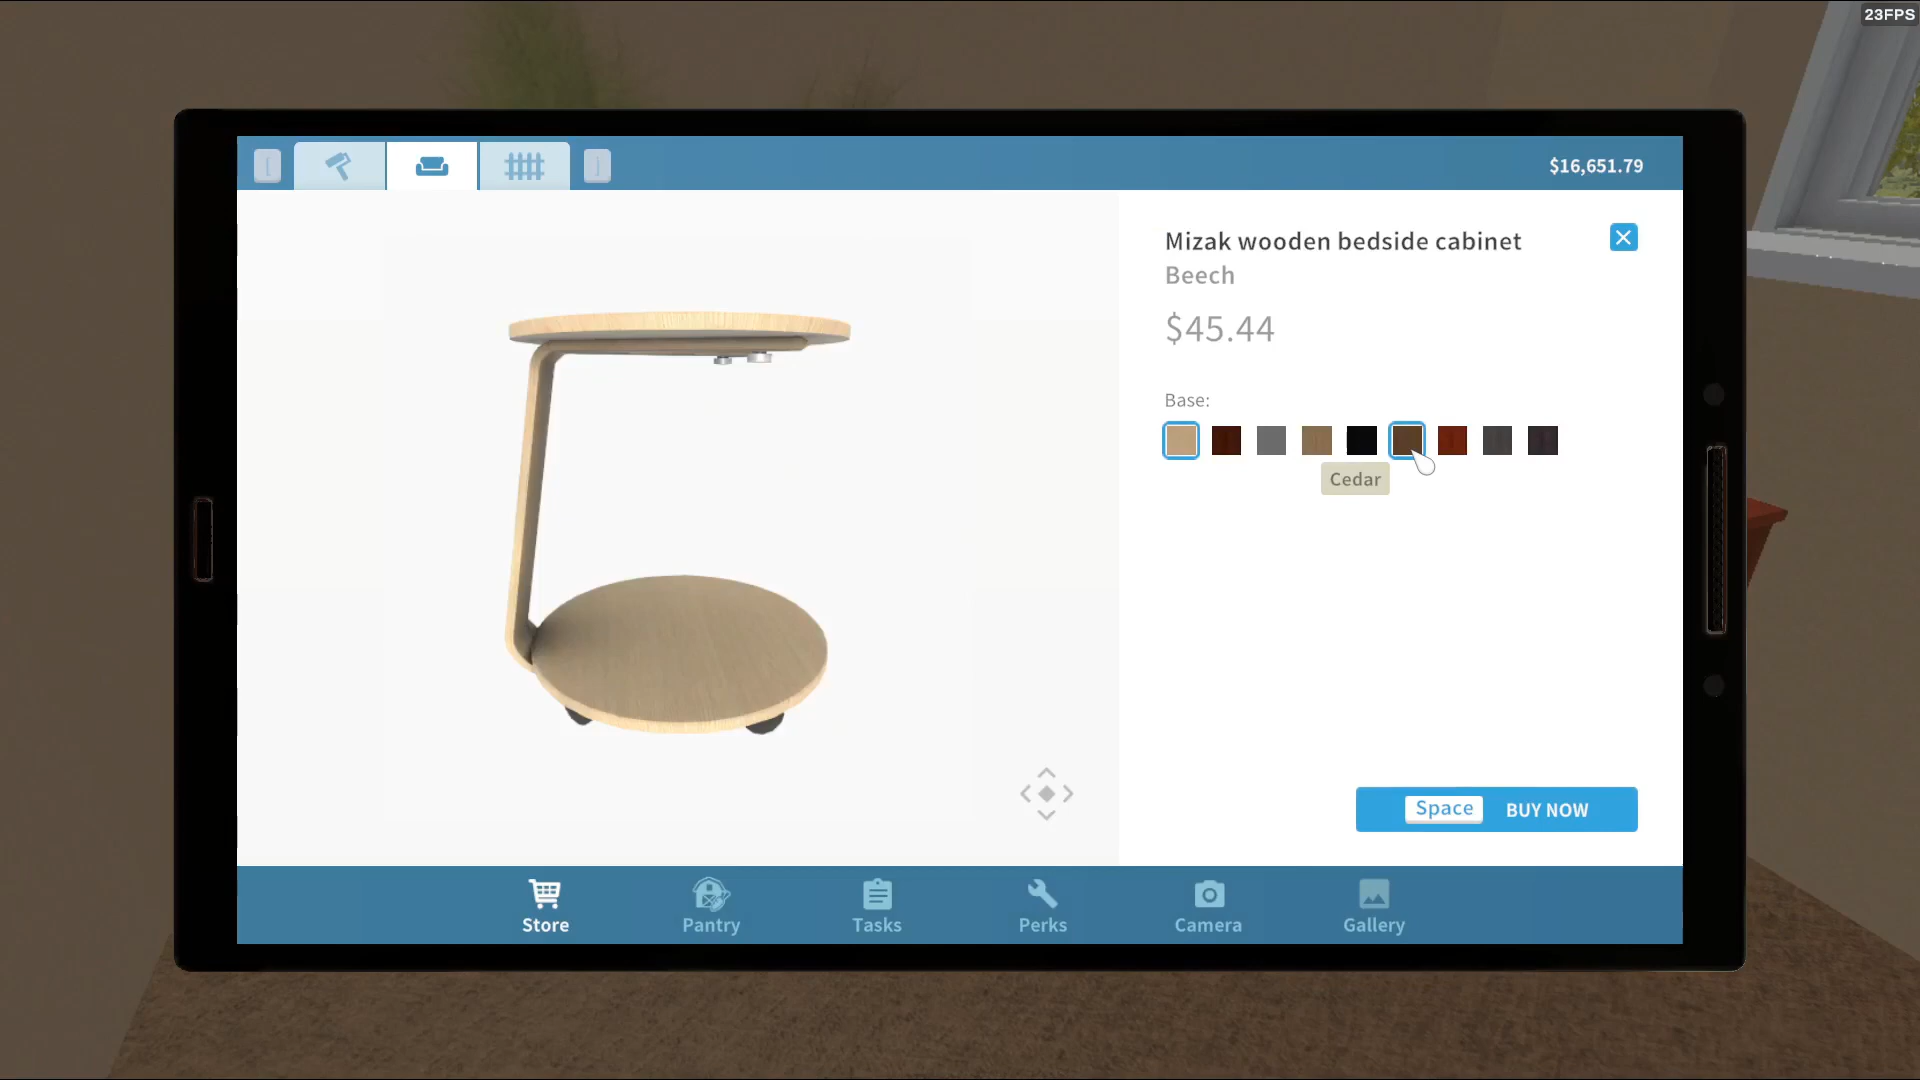 23FPS
$16,651.79
Mizak wooden bedside cabinet
Beech
$45.44
Base:
Cedar
Space BUY NOW
Store Pantry Tasks Perks Camera Gallery